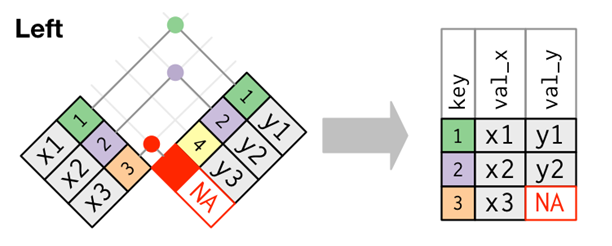 Left
1 x1
2 x2
3 x3
1 y1
2 y2
4 y3
NA
key val_x val_y
1 x1 y1
2 x2 y2
3 x3 NA